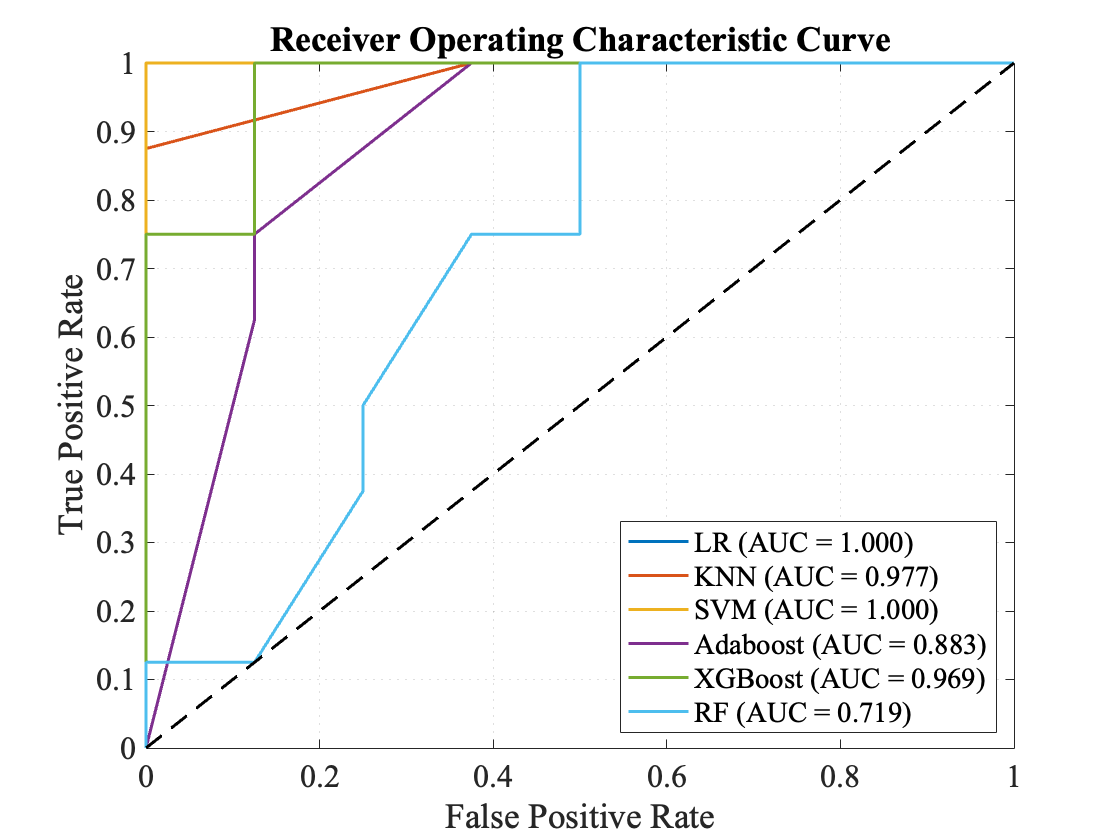 Receiver Operating Characteristic Curve
1
0.9
0.8
0.7
0.6
0.5
0.4
0.3
0.2
0.1
0
True Positive Rate
LR (AUC = 1.000)
KNN (AUC = 0.977)
SVM (AUC = 1.000)
Adaboost (AUC = 0.883)
XGBoost (AUC = 0.969)
RF (AUC = 0.719)
0 0.2 0.4 0.6 0.8 1
False Positive Rate